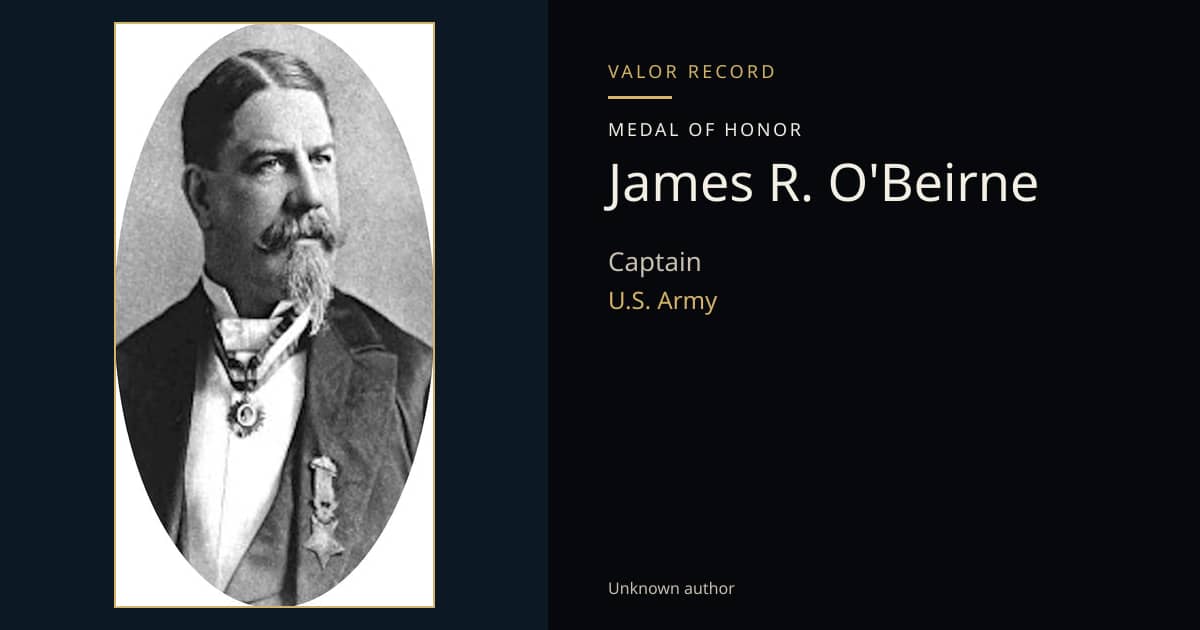 VALOR RECORD
MEDAL OF HONOR
James R. O'Beirne
Captain
U.S. Army
Unknown author